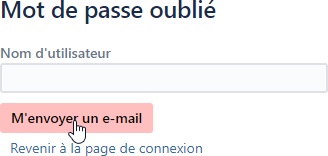 Mot de passe oublié
Nom d'utilisateur
M'envoyer un e-mail
Revenir à la page de connexion